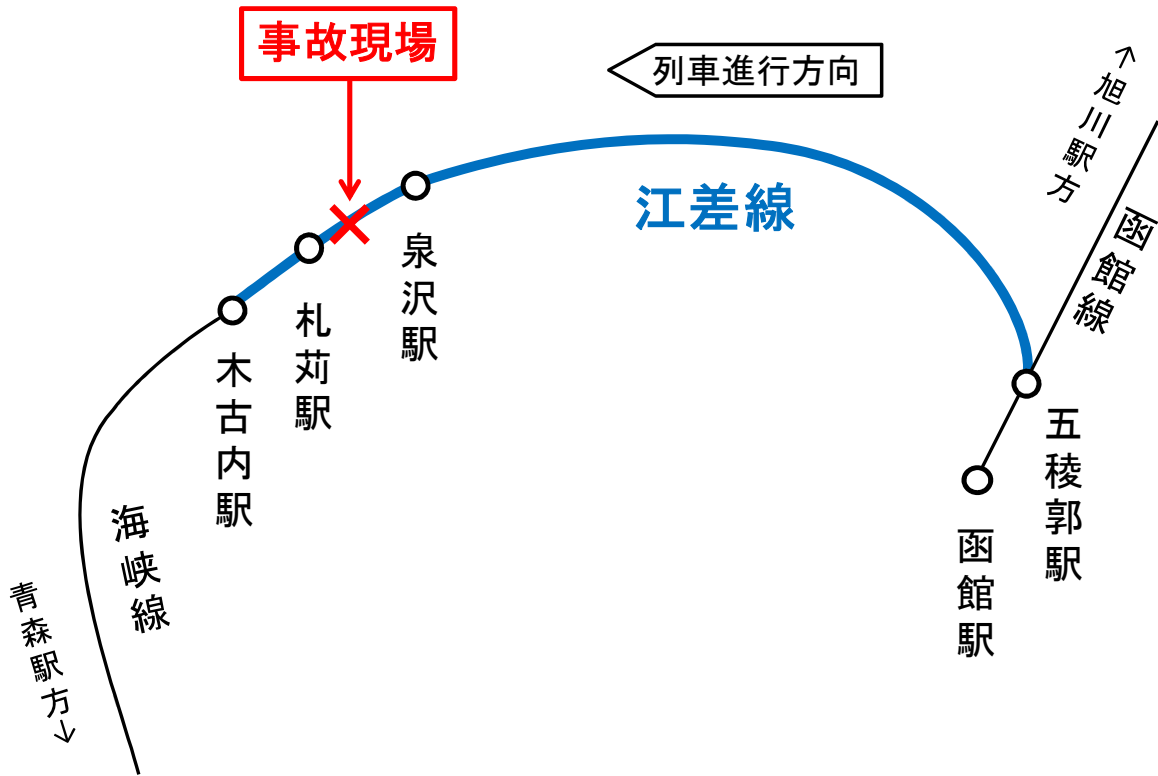 事故現場
列車進行方向
↑旭川駅方
函館線
江差線
泉沢駅
札苅駅
木古内駅
五稜郭駅
函館駅
海峡線
青森駅方↓